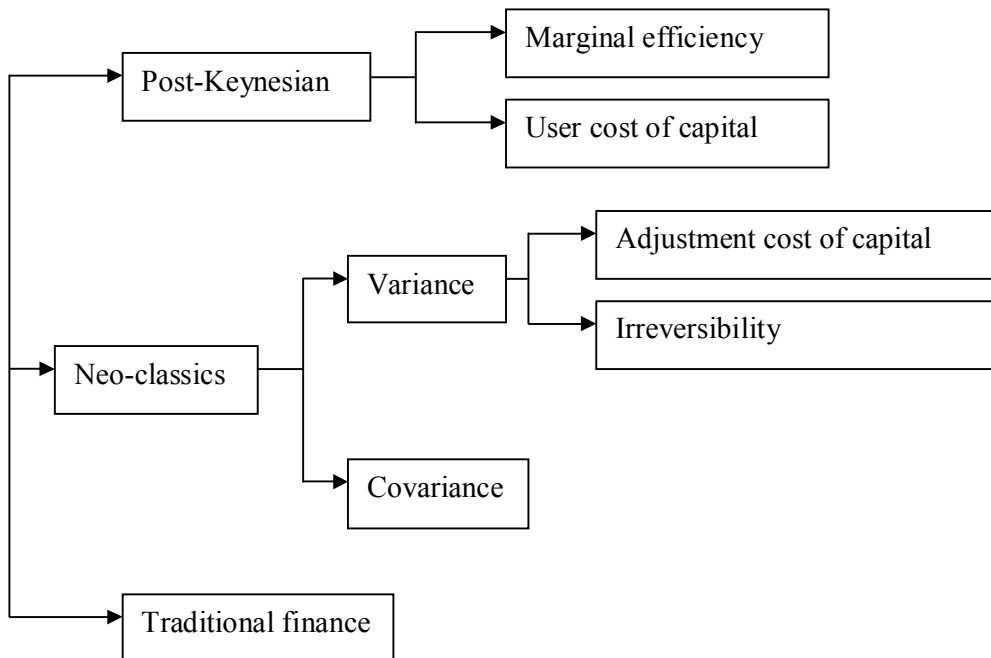 Marginal efficiency
Post-Keynesian
User cost of capital
Adjustment cost of capital
Variance
Irreversibility
Neo-classics
Covariance
Traditional finance